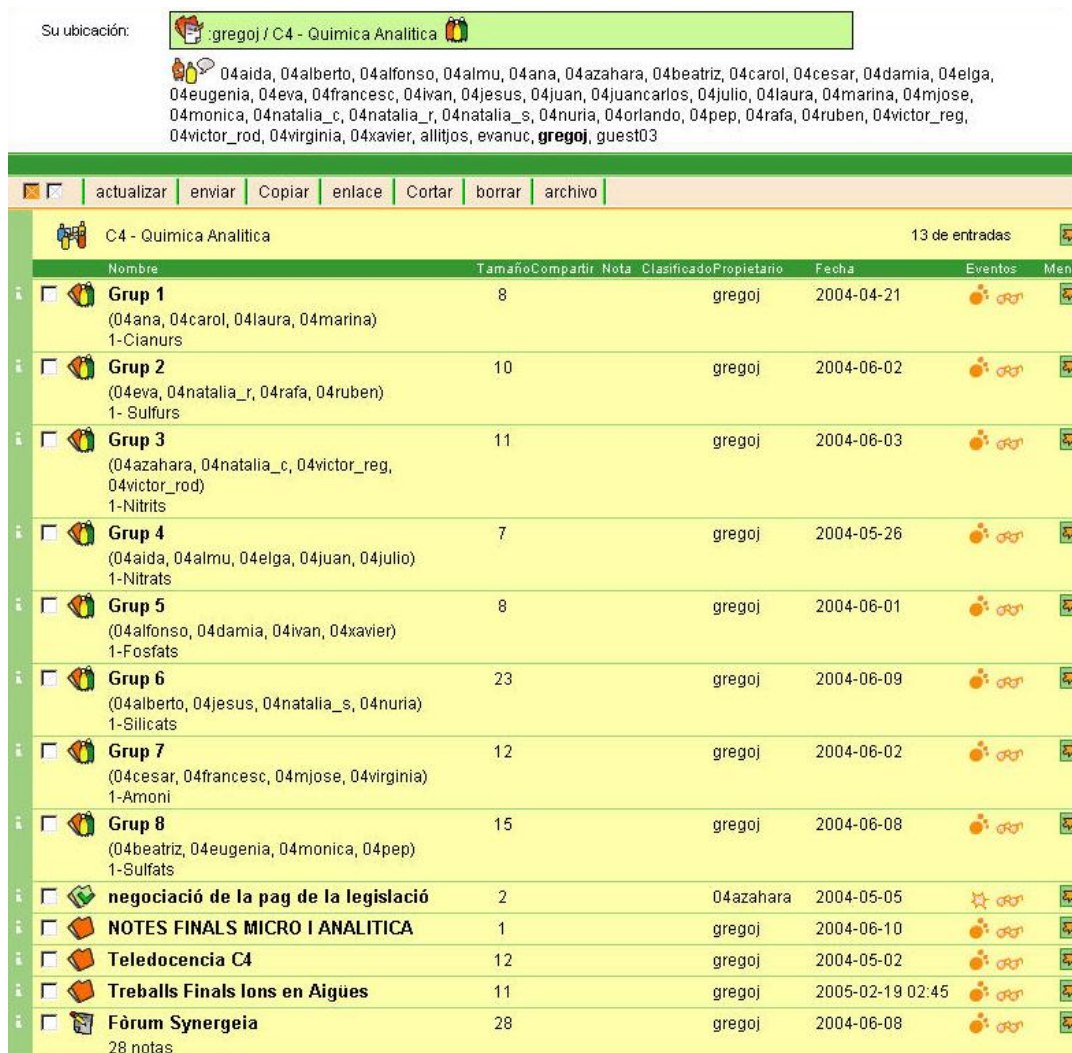 Su ubicación:
:gregoj / C4 - Quimica Analitica
04aida, 04alberto, 04alfonso, 04almu, 04ana, 04azahara, 04beatriz, 04carol, 04cesar, 04damia, 04elga,
04eugenia, 04eva, 04francesc, 04ivan, 04jesus, 04juan, 04juancarlos, 04julio, 04laura, 04marina, 04mjose,
04monica, 04natalia_c, 04natalia_r, 04natalia_s, 04nuria, 04orlando, 04pep, 04rafa, 04ruben, 04victor_reg,
04victor_rod, 04virginia, 04xavier, allitjos, evanuc, gregoj, guest03
actualizar enviar Copiar enlace Cortar borrar archivo
C4 - Quimica Analitica 13 de entradas
Nombre Tamaño Compartir Nota Clasificado Propietario Fecha Eventos Men
Grup 1 8 gregoj 2004-04-21
(04ana, 04carol, 04laura, 04marina)
1-Cianurs
Grup 2 10 gregoj 2004-06-02
(04eva, 04natalia_r, 04rafa, 04ruben)
1- Sulfurs
Grup 3 11 gregoj 2004-06-03
(04azahara, 04natalia_c, 04victor_reg,
04victor_rod)
1-Nitrits
Grup 4 7 gregoj 2004-05-26
(04aida, 04almu, 04elga, 04juan, 04julio)
1-Nitrats
Grup 5 8 gregoj 2004-06-01
(04alfonso, 04damia, 04ivan, 04xavier)
1-Fosfats
Grup 6 23 gregoj 2004-06-09
(04alberto, 04jesus, 04natalia_s, 04nuria)
1-Silicats
Grup 7 12 gregoj 2004-06-02
(04cesar, 04francesc, 04mjose, 04virginia)
1-Amoni
Grup 8 15 gregoj 2004-06-08
(04beatriz, 04eugenia, 04monica, 04pep)
1-Sulfats
negociació de la pag de la legislació 2 04azahara 2004-05-05
NOTES FINALS MICRO I ANALITICA 1 gregoj 2004-06-10
Teledocencia C4 12 gregoj 2004-05-02
Treballs Finals Ions en Aigües 11 gregoj 2005-02-19 02:45
Fòrum Synergeia 28 gregoj 2004-06-08
28 notas